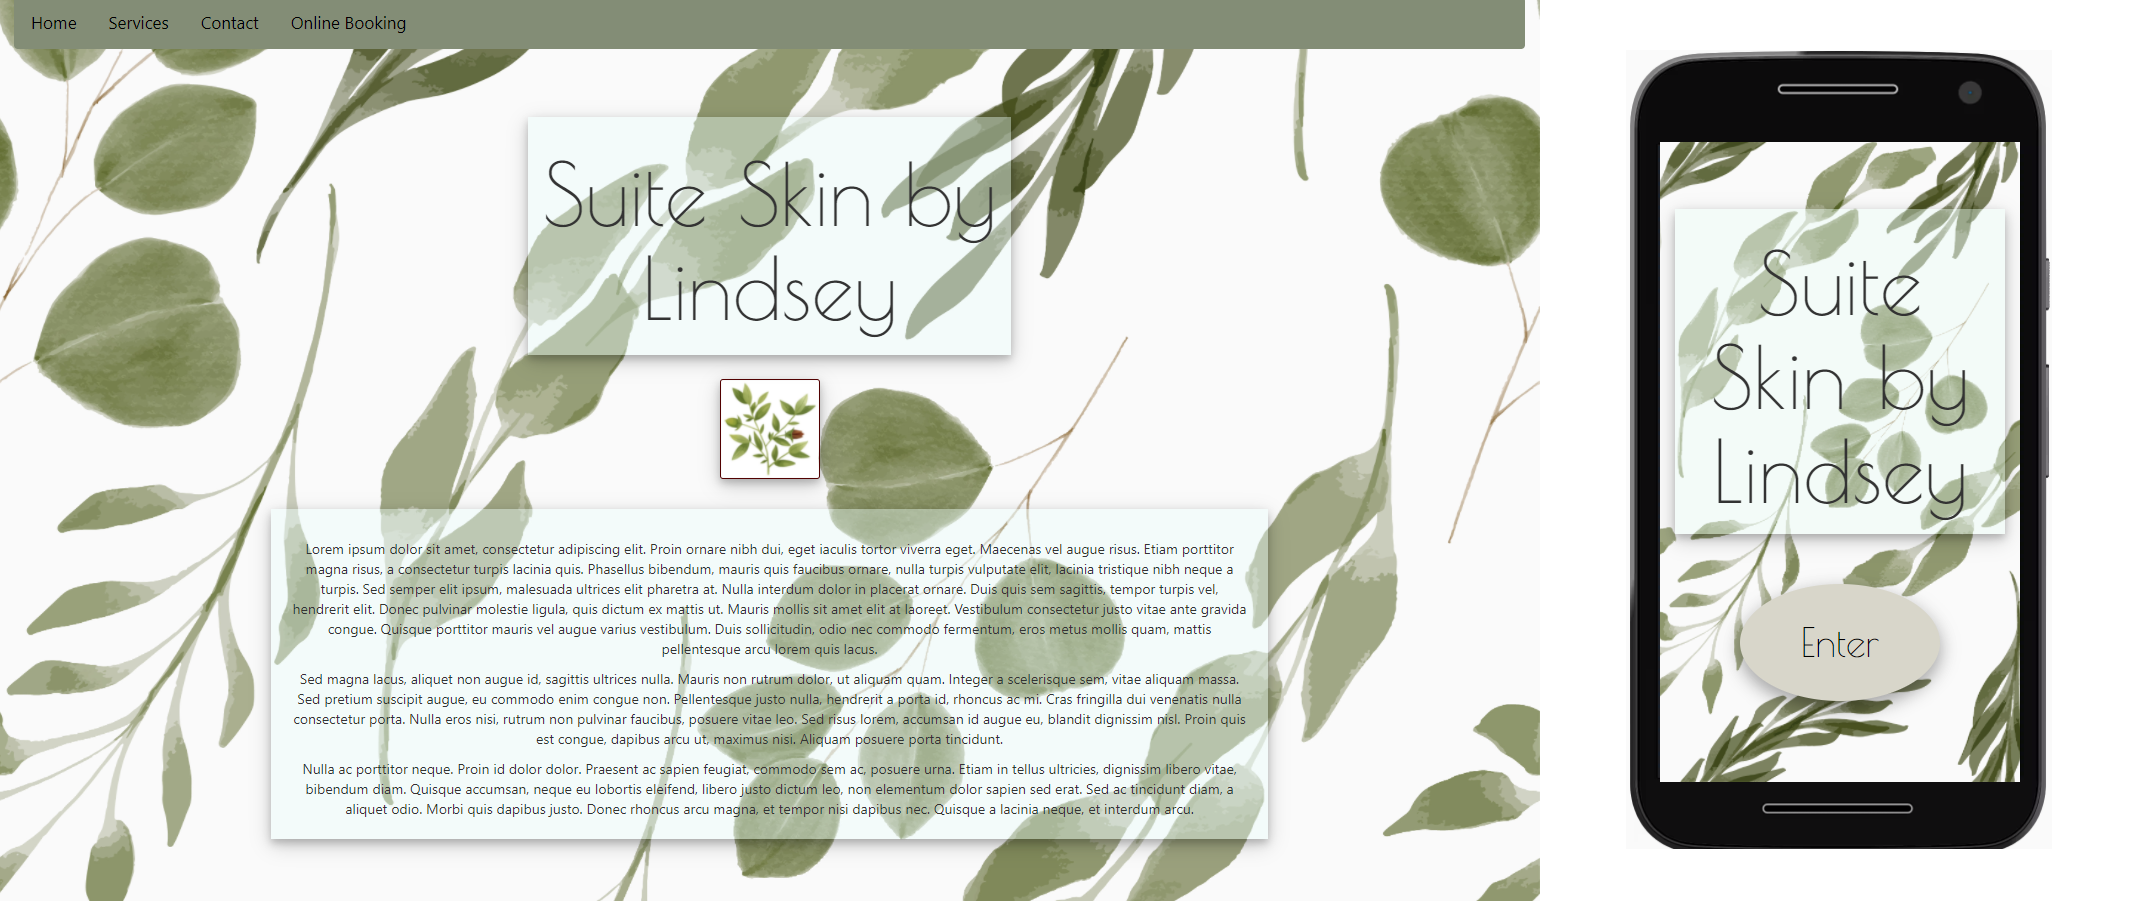 Home Services Contact Online Booking
Suite Skin by
Lindsey
Lorem ipsum dolor sit amet, consectetur adipiscing elit. Proin ornare nibh dui, eget iaculis tortor viverra eget. Maecenas vel augue risus. Etiam porttitor
magna risus, a consectetur turpis lacinia quis. Phasellus bibendum, mauris quis faucibus ornare, nulla turpis vulputate elit, lacinia tristique nibh neque a
turpis. Sed semper elit ipsum, malesuada ultrices elit pharetra at. Nulla interdum dolor in placerat ornare. Duis quis sem sagittis, tempor turpis vel,
hendrerit elit. Donec pulvinar molestie ligula, quis dictum ex mattis ut. Mauris mollis sit amet elit at laoreet. Vestibulum consectetur justo vitae ante gravida
congue. Quisque porttitor mauris vel augue varius vestibulum. Duis sollicitudin, odio nec commodo fermentum, eros metus mollis quam, mattis
pellentesque arcu lorem quis lacus.
Sed magna lacus, aliquet non augue id, sagittis ultrices nulla. Mauris non rutrum dolor, ut aliquam quam. Integer a scelerisque sem, vitae aliquam massa.
Sed pretium suscipit augue, eu commodo enim congue non. Pellentesque justo nulla, hendrerit a porta id, rhoncus ac mi. Cras fringilla dui venenatis nulla
consectetur porta. Nulla eros nisi, rutrum non pulvinar faucibus, posuere vitae leo. Sed risus lorem, accumsan id augue eu, blandit dignissim nisl. Proin quis
est congue, dapibus arcu ut, maximus nisi. Aliquam posuere porta tincidunt.
Nulla ac porttitor neque. Proin id dolor dolor. Praesent ac sapien feugiat, commodo sem ac, posuere urna. Etiam in tellus ultricies, dignissim libero vitae,
bibendum diam. Quisque accumsan, neque eu lobortis eleifend, libero justo dictum leo, non elementum dolor sapien sed erat. Sed ac tincidunt diam, a
aliquet odio. Morbi quis dapibus justo. Donec rhoncus arcu magna, et tempor nisi dapibus nec. Quisque a lacinia neque, et interdum arcu.
Suite
Skin by
Lindsey
Enter